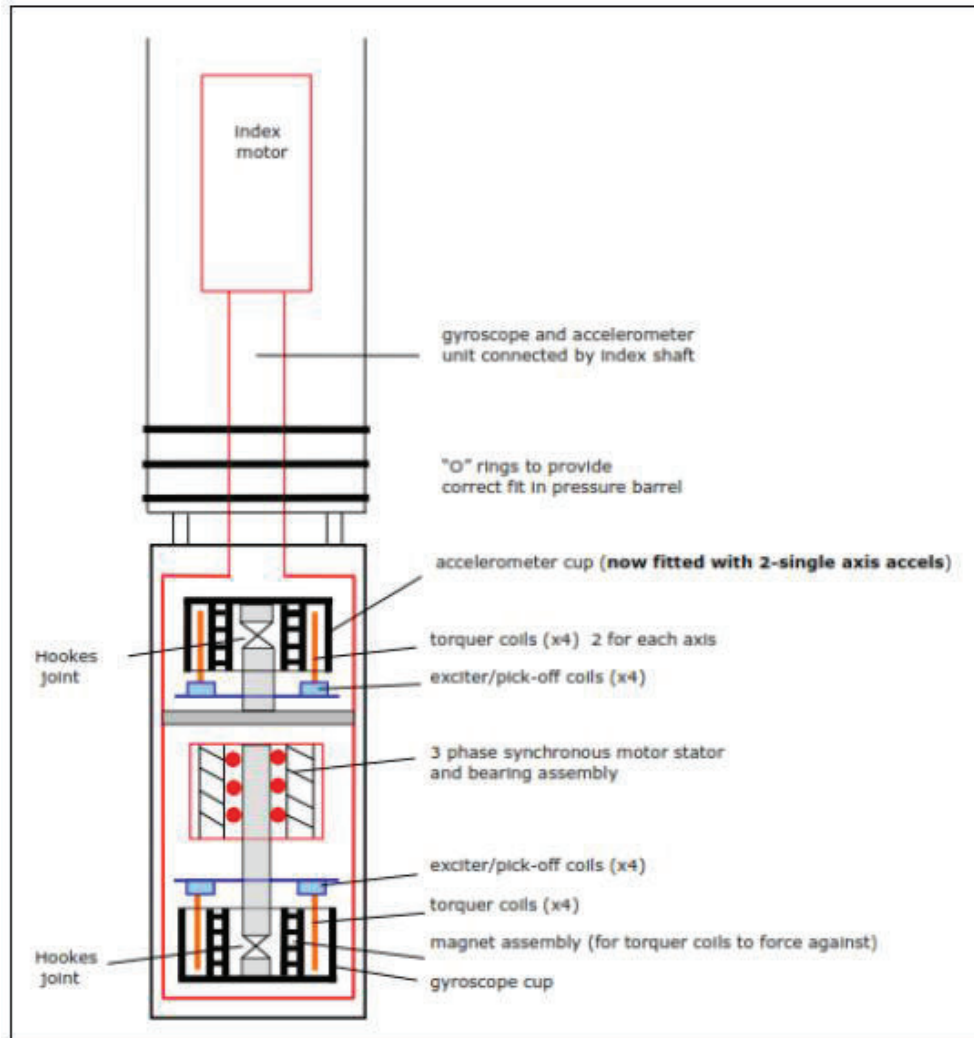 Index
motor
gyroscope and accelerometer
unit connected by index shaft
"O" rings to provide
correct fit in pressure barrel
accelerometer cup (now fitted with 2-single axis accels)
torquer coils (x4) 2 for each axis
Hookes
joint
exciter/pick-off coils (x4)
3 phase synchronous motor stator
and bearing assembly
exciter/pick-off coils (x4)
torquer coils (x4)
magnet assembly (for torquer coils to force against)
Hookes
joint
gyroscope cup